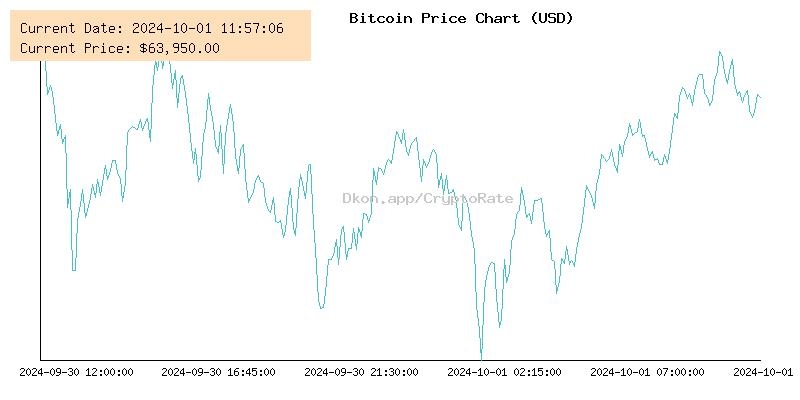 Bitcoin Price Chart (USD)
Current Date: 2024-10-01 11:57:06
Current Price: $63,950.00
Dkon.app/CryptoRate
2024-09-30 12:00:00 2024-09-30 16:45:00 2024-09-30 21:30:00 2024-10-01 02:15:00 2024-10-01 07:00:00 2024-10-01